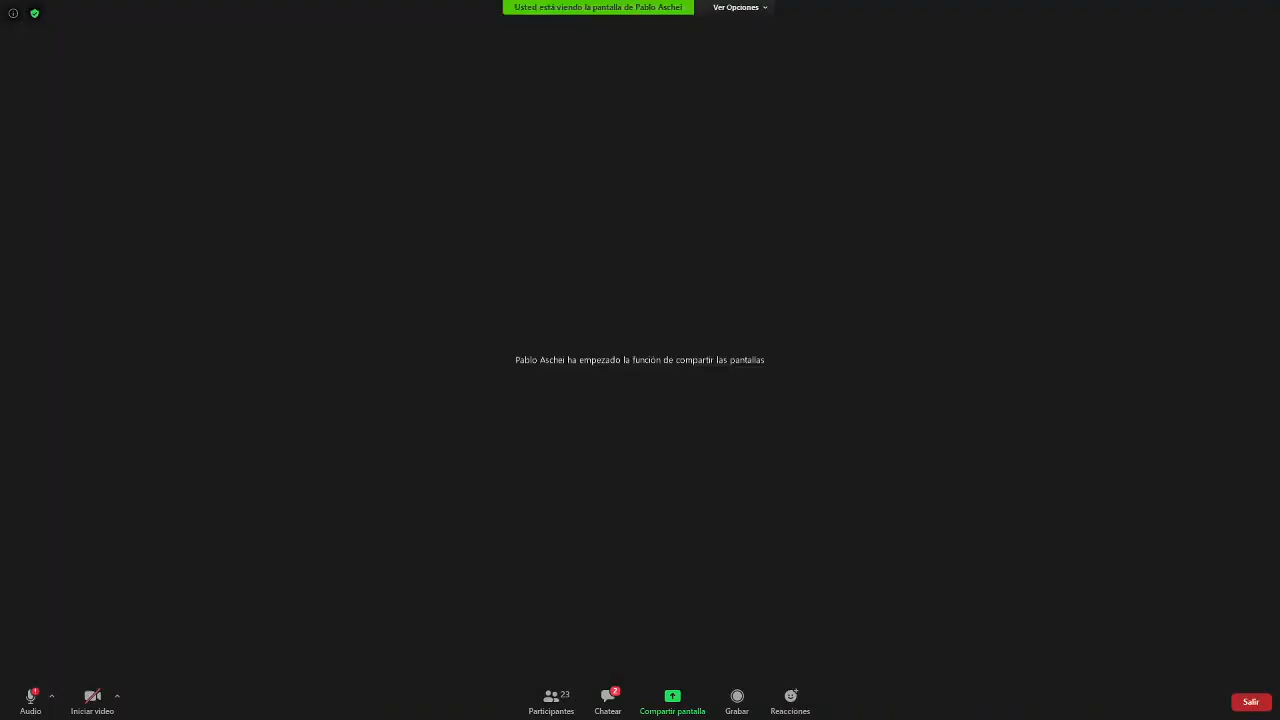 Usted está viendo la pantalla de Pablo Aschei
Ver Opciones
Pablo Aschei ha empezado la función de compartir las pantallas
23
2
Audio
Iniciar video
Participantes
Chatear
Compartir pantalla
Grabar
Reacciones
Salir